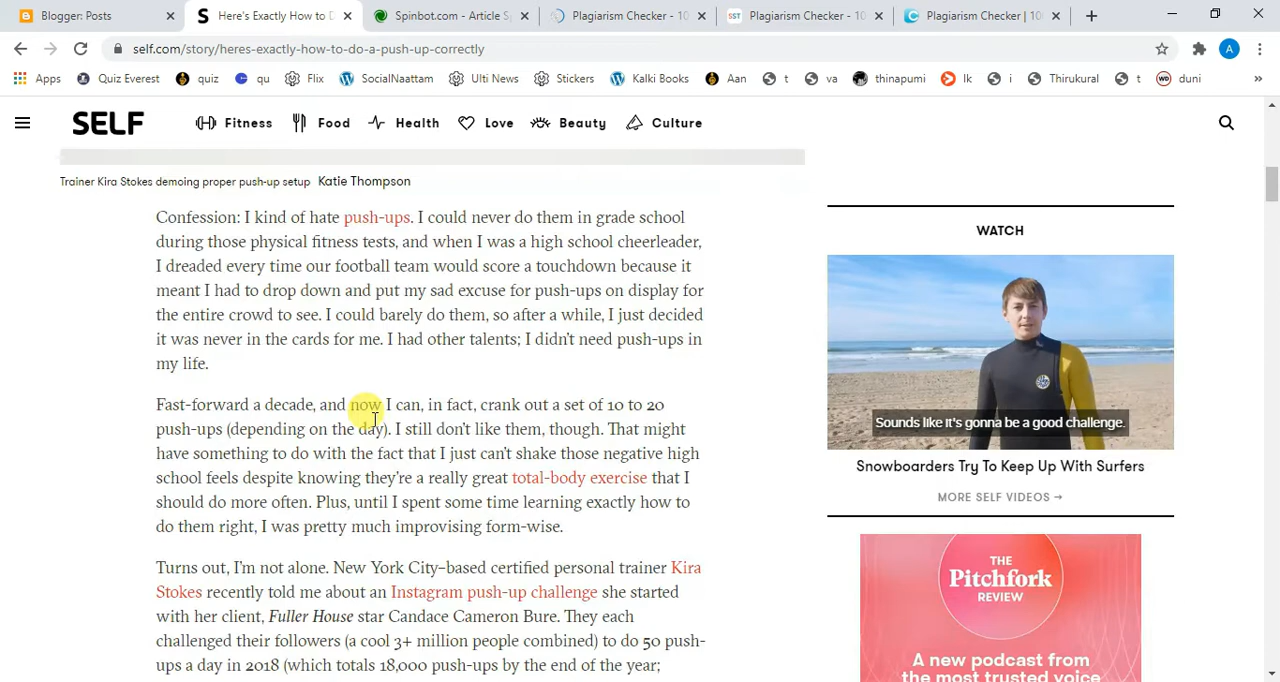 Blogger: Posts
Here's Exactly How to D
Spinbot.com - Article S
Plagiarism Checker - 10
Plagiarism Checker - 10
Plagiarism Checker | 10
self.com/story/heres-exactly-how-to-do-a-push-up-correctly
Apps
Quiz Everest
quiz
qu
Flix
SocialNaattam
Ulti News
Stickers
Kalki Books
Aan
t
va
thinapumi
lk
i
Thirukural
t
duni
SELF
Fitness
Food
Health
Love
Beauty
Culture
Trainer Kira Stokes demoing proper push-up setup Katie Thompson
Confession: I kind of hate push-ups. I could never do them in grade school
during those physical fitness tests, and when I was a high school cheerleader,
I dreaded every time our football team would score a touchdown because it
meant I had to drop down and put my sad excuse for push-ups on display for
the entire crowd to see. I could barely do them, so after a while, I just decided
it was never in the cards for me. I had other talents; I didn't need push-ups in
my life.
Fast-forward a decade, and now I can, in fact, crank out a set of 10 to 20
push-ups (depending on the day). I still don't like them, though. That might
have something to do with the fact that I just can't shake those negative high
school feels despite knowing they're a really great total-body exercise that I
should do more often. Plus, until I spent some time learning exactly how to
do them right, I was pretty much improvising form-wise.
Turns out, I'm not alone. New York City–based certified personal trainer Kira
Stokes recently told me about an Instagram push-up challenge she started
with her client, Fuller House star Candace Cameron Bure. They each
challenged their followers (a cool 3+ million people combined) to do 50 push-
ups a day in 2018 (which totals 18,000 push-ups by the end of the year;
WATCH
Sounds like it's gonna be a good challenge.
Snowboarders Try To Keep Up With Surfers
MORE SELF VIDEOS →
THE
Pitchfork
REVIEW
A new podcast from
the most trusted voice
A
SST
WD